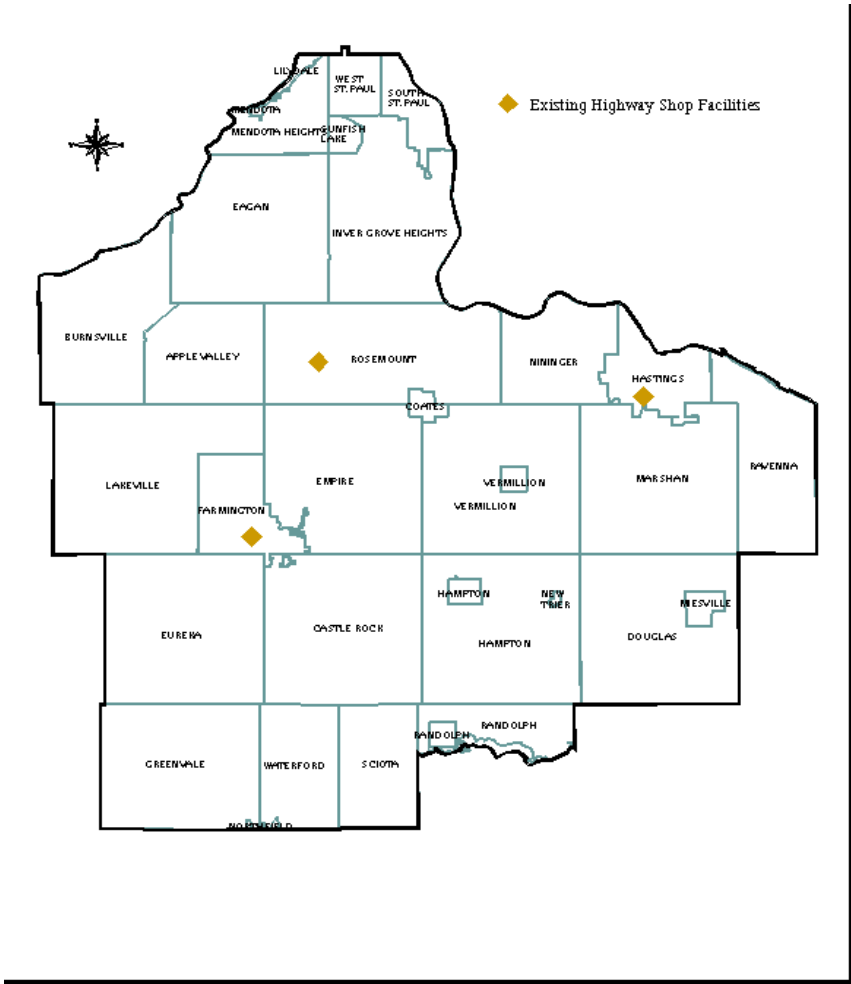 LILYDALE
WEST
ST. PAUL
SOUTH
ST. PAUL
Existing Highway Shop Facilities
MENDOTA
MENDOTA HEIGHTS
SUNFISH
LAKE
EAGAN
INVER GROVE HEIGHTS
BURNSVILLE
APPLE VALLEY
ROSEMOUNT
NININGER
HASTINGS
COATES
LAKEVILLE
EMPIRE
VERMILLION
MARSHAN
RAVENNA
FARMINGTON
VERMILLION
HAMPTON
NEW
TRIER
MIESVILLE
EUREKA
CASTLE ROCK
HAMPTON
DOUGLAS
RANDOLPH
RANDOLPH
GREENVALE
WATERFORD
SCIOTA
NORTHFIELD